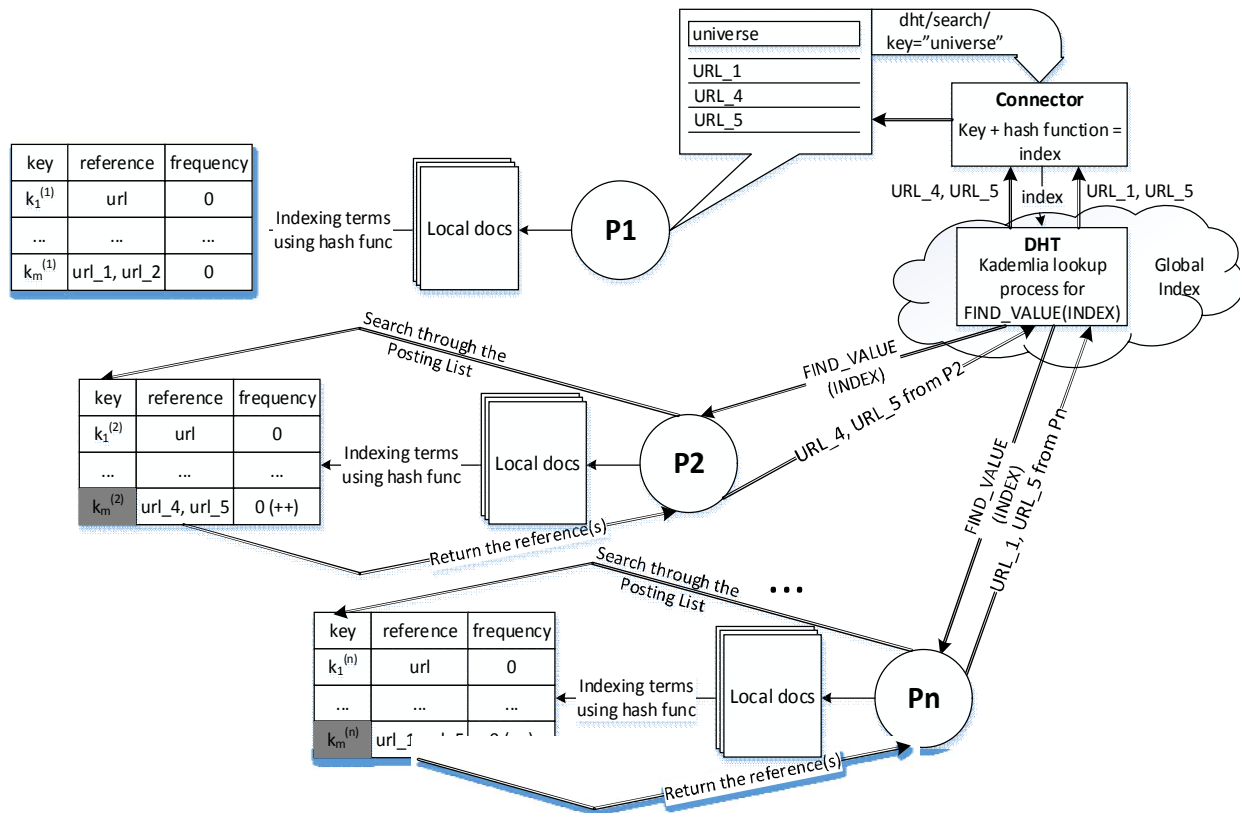 universe
URL_1
URL_4
URL_5
dht/search/
key="universe"
Connector
Key + hash function =
index
URL_4, URL_5
index
URL_1, URL_5
DHT
Kademlia lookup
process for
FIND_VALUE(INDEX)
Global
Index
key reference frequency
k₁⁽¹⁾ url 0
... ... ...
kₘ⁽¹⁾ url_1, url_2 0
Indexing terms
using hash func
Local docs
P1
Search through the
Posting List
FIND_VALUE
(INDEX)
URL_4, URL_5 from P2
key reference frequency
k₁⁽²⁾ url 0
... ... ...
kₘ⁽²⁾ url_4, url_5 0 (++)
Indexing terms
using hash func
Local docs
P2
Return the reference(s)
FIND_VALUE
(INDEX)
URL_1, URL_5 from Pn
Search through the
Posting List
...
key reference frequency
k₁⁽ⁿ⁾ url 0
... ... ...
kₘ⁽ⁿ⁾
Indexing terms
using hash func
Local docs
Pn
Return the reference(s)